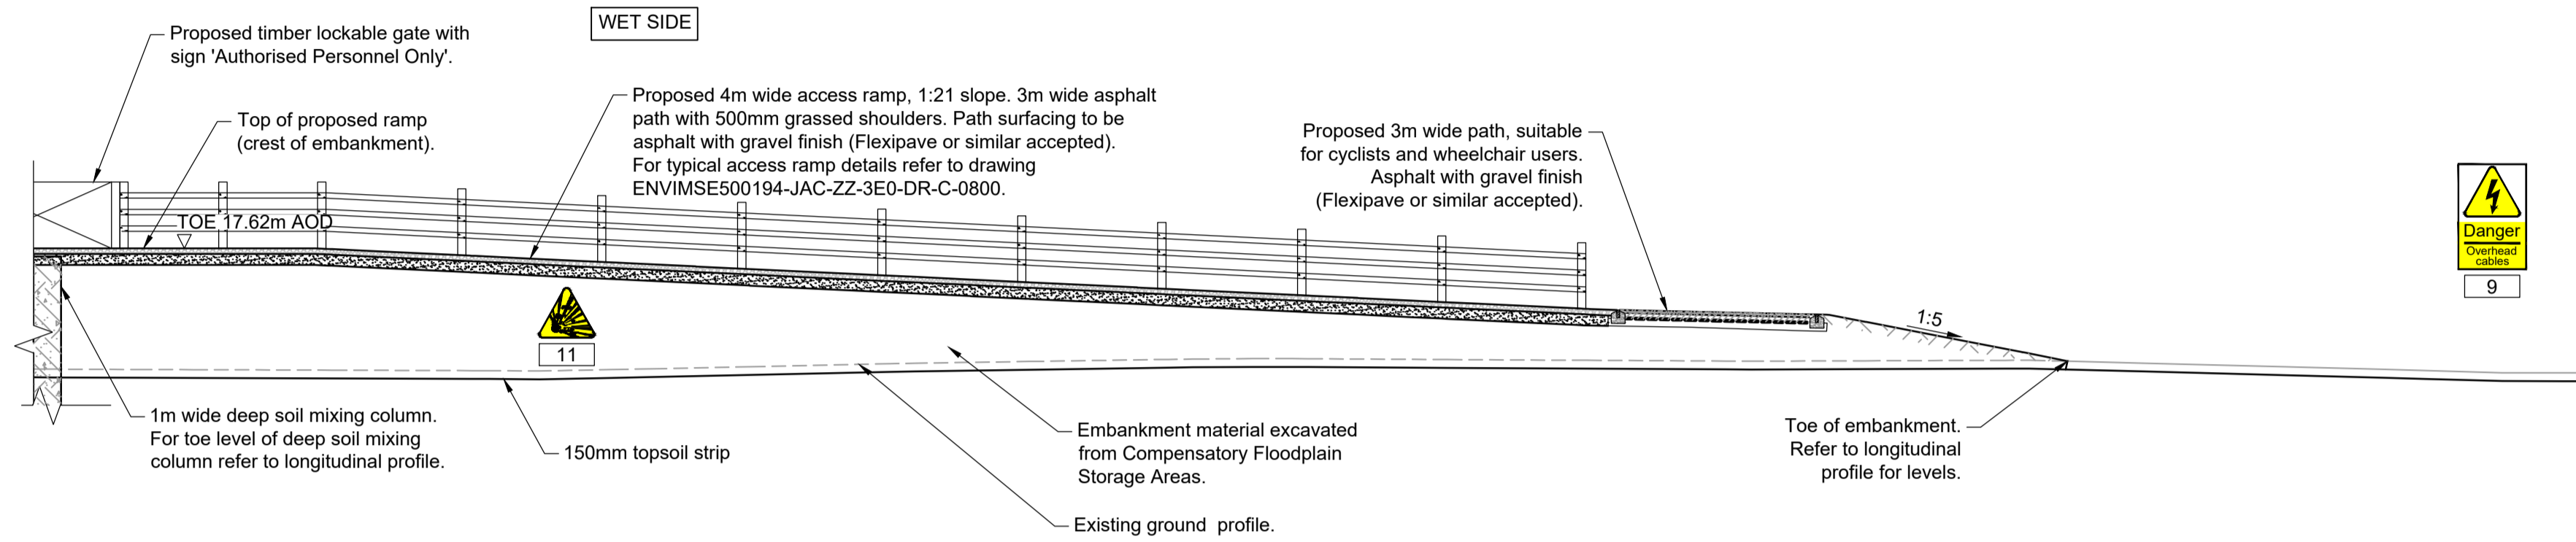 WET SIDE
Proposed timber lockable gate with
sign 'Authorised Personnel Only'.
Top of proposed ramp
(crest of embankment).
Proposed 4m wide access ramp, 1:21 slope. 3m wide asphalt
path with 500mm grassed shoulders. Path surfacing to be
asphalt with gravel finish (Flexipave or similar accepted).
For typical access ramp details refer to drawing
ENVIMSE500194-JAC-ZZ-3E0-DR-C-0800.
Proposed 3m wide path, suitable
for cyclists and wheelchair users.
Asphalt with gravel finish
(Flexipave or similar accepted).
TOE 17.62m AOD
Danger
Overhead
cables
9
1:5
11
1m wide deep soil mixing column.
For toe level of deep soil mixing
column refer to longitudinal profile.
150mm topsoil strip
Embankment material excavated
from Compensatory Floodplain
Storage Areas.
Existing ground profile.
Toe of embankment.
Refer to longitudinal
profile for levels.